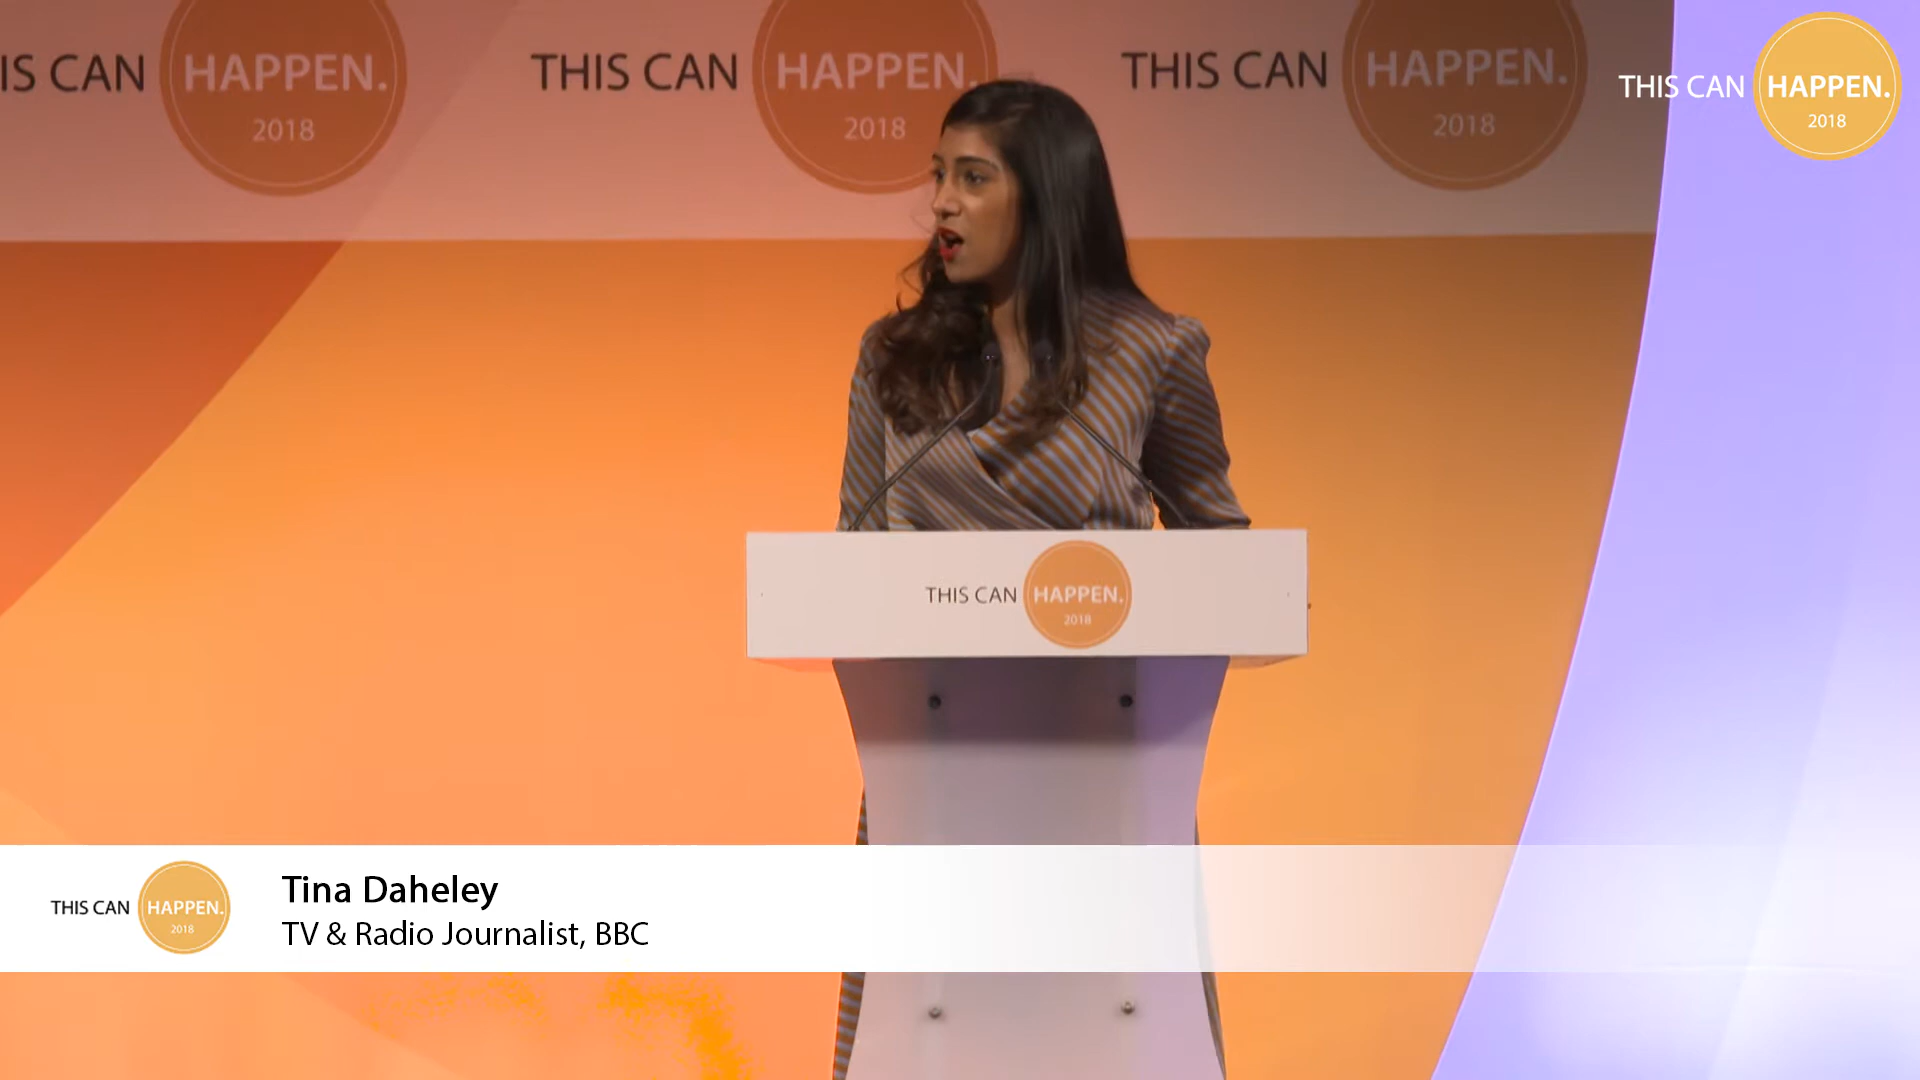 IS CAN HAPPEN.
2018
THIS CAN HAPPEN.
2018
THIS CAN HAPPEN.
2018
THIS CAN HAPPEN.
2018
THIS CAN HAPPEN.
2018
THIS CAN HAPPEN.
2018
Tina Daheley
TV & Radio Journalist, BBC